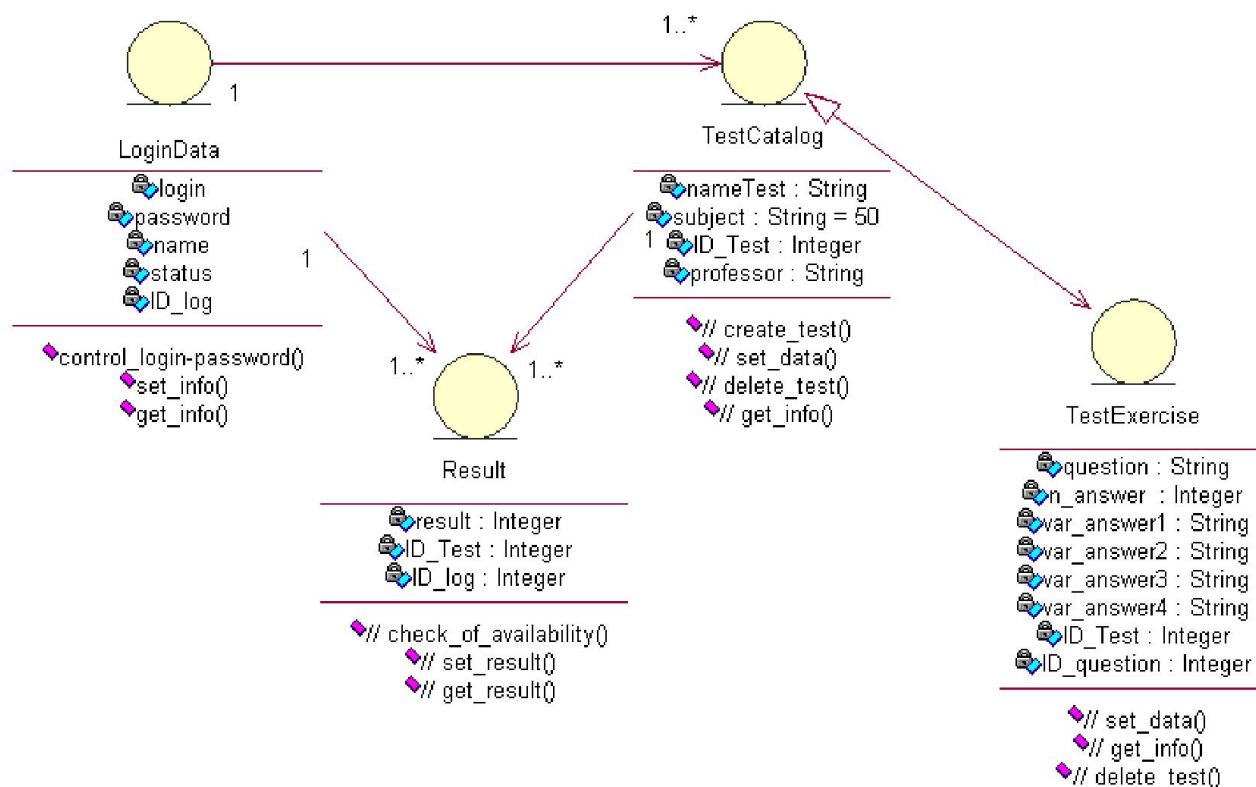 1..*
1
LoginData
login
password
name
status
ID_log
control_login-password()
set_info()
get_info()
1
1..*
TestCatalog
nameTest : String
subject : String = 50
ID_Test : Integer
professor : String
// create_test()
// set_data()
// delete_test()
// get_info()
1
1..*
Result
result : Integer
ID_Test : Integer
ID_log : Integer
// check_of_availability()
// set_result()
// get_result()
TestExercise
question : String
n_answer : Integer
var_answer1 : String
var_answer2 : String
var_answer3 : String
var_answer4 : String
ID_Test : Integer
ID_question : Integer
// set_data()
// get_info()
// delete_test()